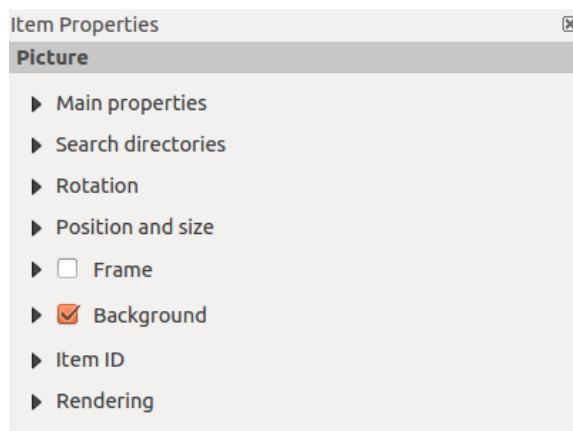 Item Properties
Picture
Main properties
Search directories
Rotation
Position and size
Frame
Background
Item ID
Rendering